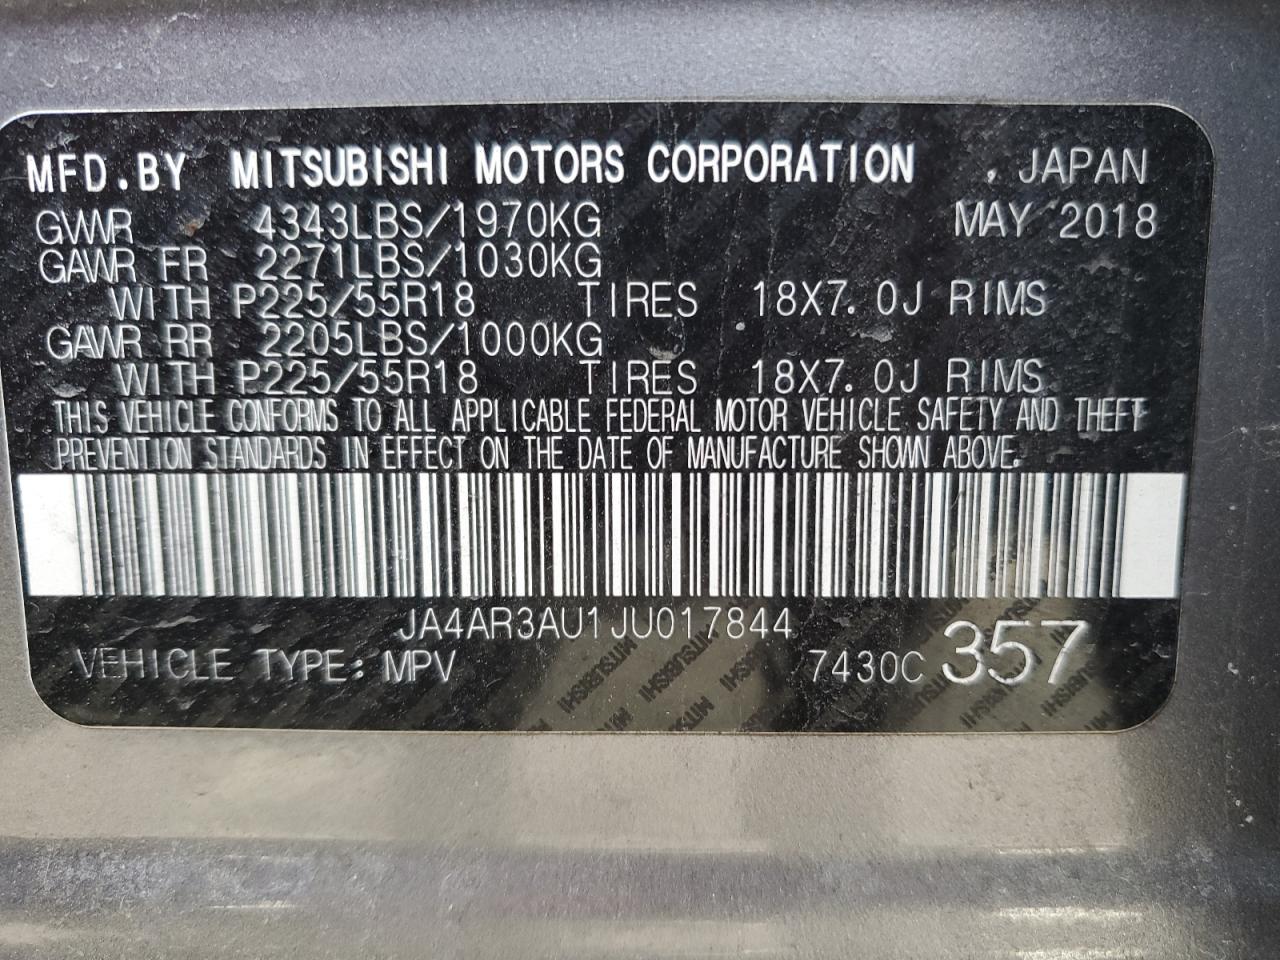 MFD.BY MITSUBISHI MOTORS CORPORATION , JAPAN
GVWR 4343LBS/1970KG MAY 2018
GAWR FR 2271LBS/1030KG
WITH P225/55R18 TIRES 18X7.0J RIMS
GAWR RR 2205LBS/1000KG
WITH P225/55R18 TIRES 18X7.0J RIMS
THIS VEHICLE CONFORMS TO ALL APPLICABLE FEDERAL MOTOR VEHICLE SAFETY AND THEFT
PREVENTION STANDARDS IN EFFECT ON THE DATE OF MANUFACTURE SHOWN ABOVE.
JA4AR3AU1JU017844
VEHICLE TYPE: MPV 7430C 357